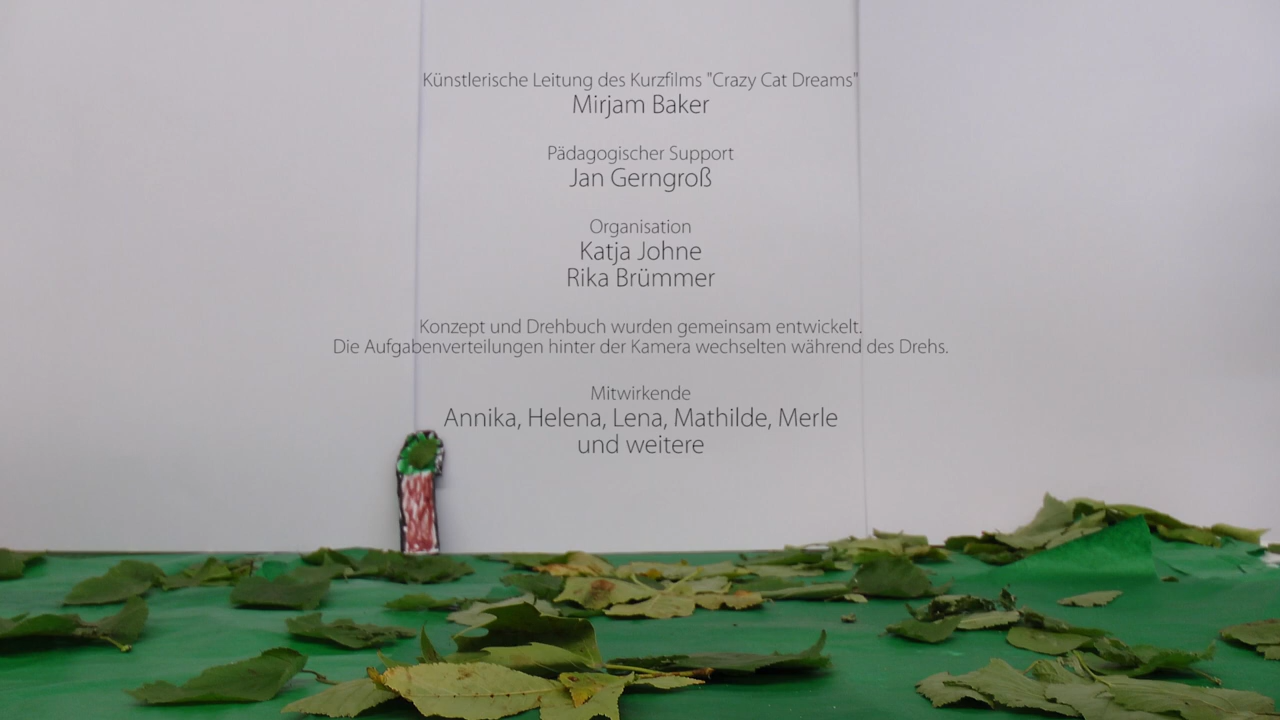 Künstlerische Leitung des Kurzfilms "Crazy Cat Dreams"
Mirjam Baker
Pädagogischer Support
Jan Gerngroß
Organisation
Katja Johne
Rika Brümmer
Konzept und Drehbuch wurden gemeinsam entwickelt.
Die Aufgabenverteilungen hinter der Kamera wechselten während des Drehs.
Mitwirkende
Annika, Helena, Lena, Mathilde, Merle
und weitere